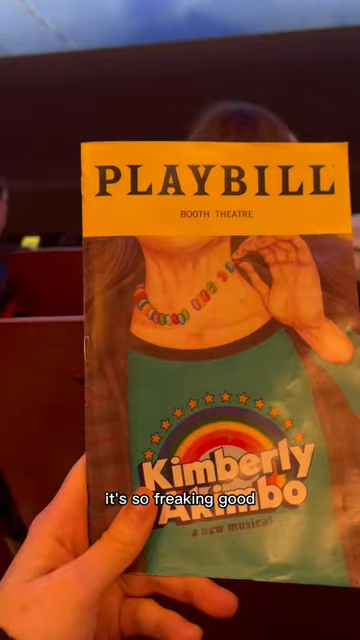 PLAYBILL
BOOTH THEATRE
Kimberly
it's so freaking good
Akimbo
a new musical